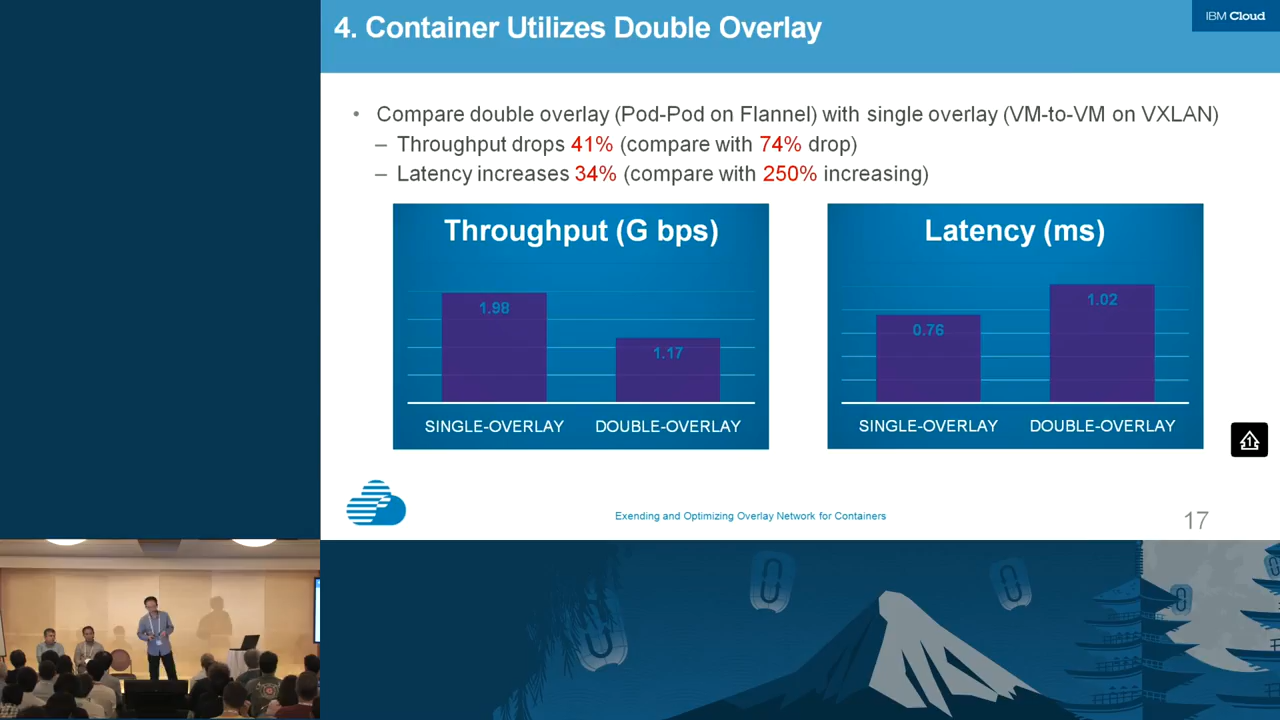 IBM Cloud
4. Container Utilizes Double Overlay
• Compare double overlay (Pod-Pod on Flannel) with single overlay (VM-to-VM on VXLAN)
– Throughput drops 41% (compare with 74% drop)
– Latency increases 34% (compare with 250% increasing)
Throughput (G bps)
1.98
1.17
SINGLE-OVERLAY DOUBLE-OVERLAY
Latency (ms)
0.76
1.02
SINGLE-OVERLAY DOUBLE-OVERLAY
Exending and Optimizing Overlay Network for Containers
17